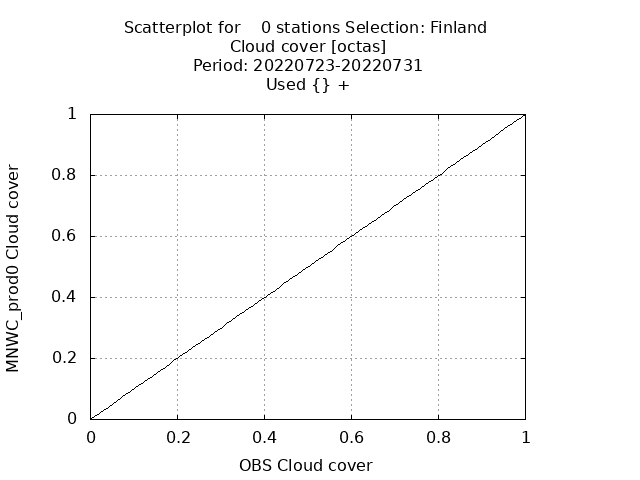 Scatterplot for    0 stations Selection: Finland
Cloud cover [octas]
Period: 20220723-20220731
Used {} +
MNWC_prod0 Cloud cover
1
0.8
0.6
0.4
0.2
0
0 0.2 0.4 0.6 0.8 1
OBS Cloud cover